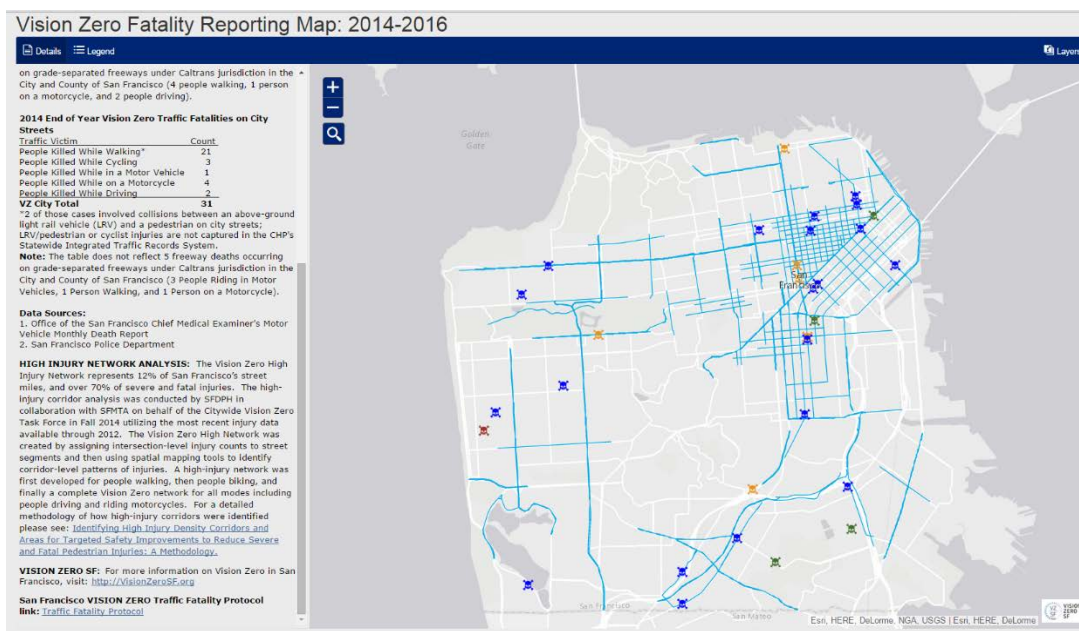 Vision Zero Fatality Reporting Map: 2014-2016
Details
Legend
Layers
on grade-separated freeways under Caltrans jurisdiction in the
City and County of San Francisco (4 people walking, 1 person
on a motorcycle, and 2 people driving).
2014 End of Year Vision Zero Traffic Fatalities on City
Streets
Traffic Victim Count
People Killed While Walking* 21
People Killed While Cycling 3
People Killed While in a Motor Vehicle 1
People Killed While on a Motorcycle 4
People Killed While Driving 2
VZ City Total 31
*2 of those cases involved collisions between an above-ground
light rail vehicle (LRV) and a pedestrian on city streets;
LRV/pedestrian or cyclist injuries are not captured in the CHP's
Statewide Integrated Traffic Records System.
Note: The table does not reflect 5 freeway deaths occurring
on grade-separated freeways under Caltrans jurisdiction in the
City and County of San Francisco (3 People Riding in Motor
Vehicles, 1 Person Walking, and 1 Person on a Motorcycle).
Data Sources:
1. Office of the San Francisco Chief Medical Examiner's Motor
Vehicle Monthly Death Report
2. San Francisco Police Department
HIGH INJURY NETWORK ANALYSIS: The Vision Zero High
Injury Network represents 12% of San Francisco's street
miles, and over 70% of severe and fatal injuries. The high-
injury corridor analysis was conducted by SFDPH in
collaboration with SFMTA on behalf of the Citywide Vision Zero
Task Force in Fall 2014 utilizing the most recent injury data
available through 2012. The Vision Zero High Network was
created by assigning intersection-level injury counts to street
segments and then using spatial mapping tools to identify
corridor-level patterns of injuries. A high-injury network was
first developed for people walking, then people biking, and
finally a complete Vision Zero network for all modes including
people driving and riding motorcycles. For a detailed
methodology of how high-injury corridors were identified
please see: Identifying High Injury Density Corridors and
Areas for Targeted Safety Improvements to Reduce Severe
and Fatal Pedestrian Injuries: A Methodology.
VISION ZERO SF: For more information on Vision Zero in San
Francisco, visit: http://VisionZeroSF.org
San Francisco VISION ZERO Traffic Fatality Protocol
link: Traffic Fatality Protocol
Golden
Gate
San
Francisco
San Francisco
San Mateo
Esri, HERE, DeLorme, NGA, USGS | Esri, HERE, DeLorme
VISION
ZERO
SF